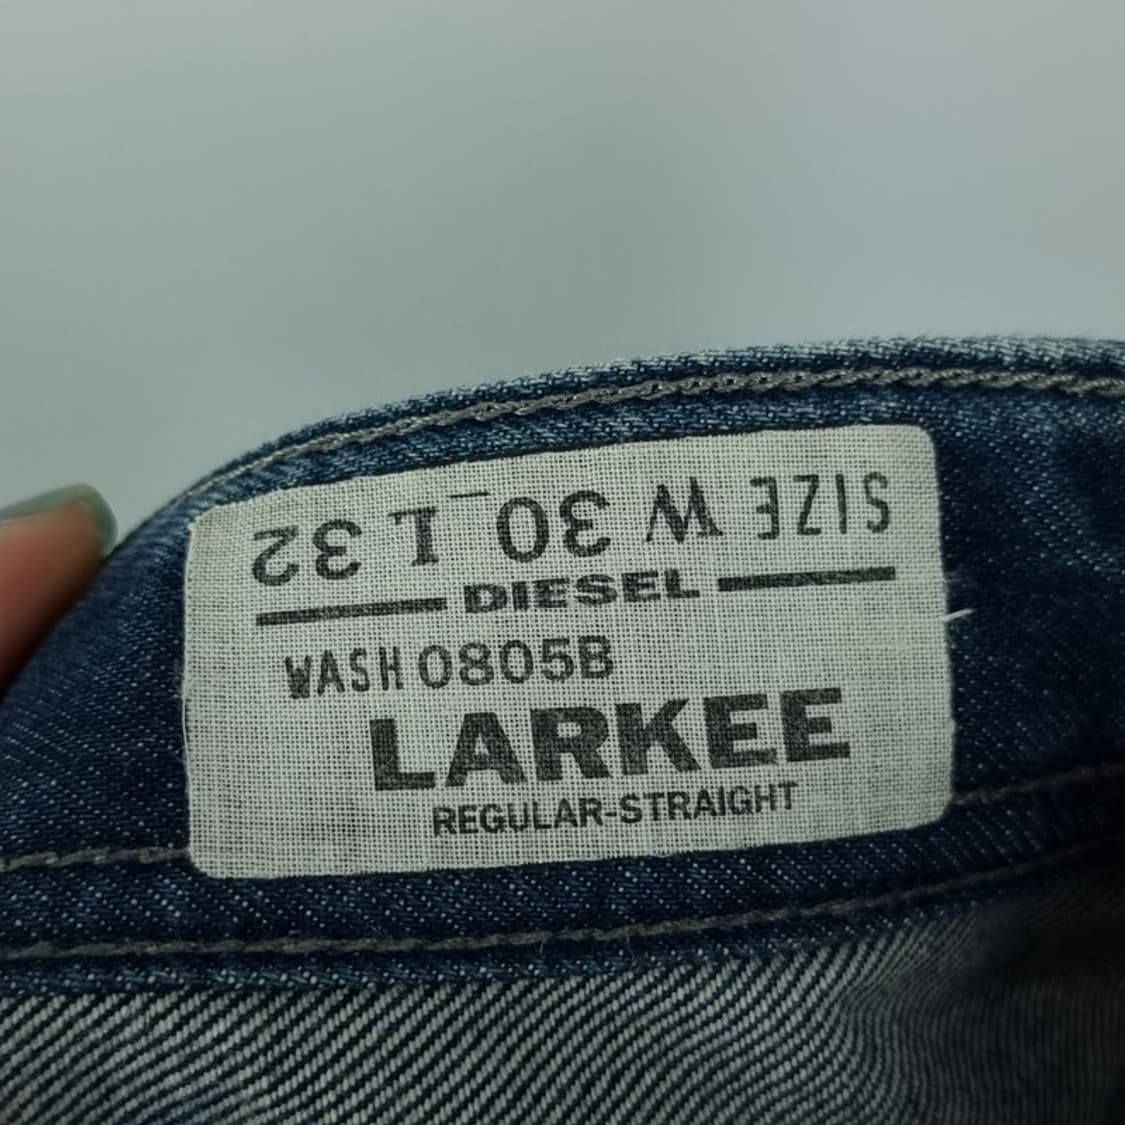 SIZE W 30 L 32
DIESEL
WASH 0805B
LARKEE
REGULAR-STRAIGHT